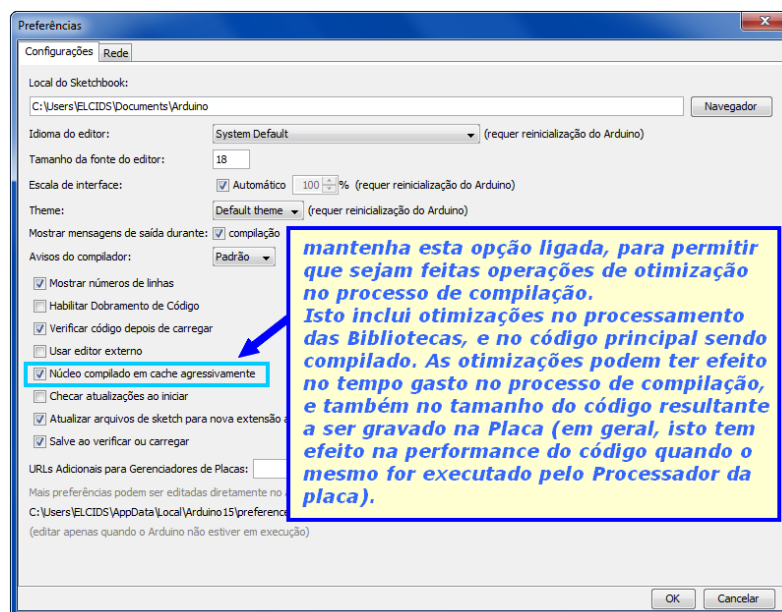 Preferências
Configurações Rede
Local do Sketchbook:
C:\Users\ELCIDS\Documents\Arduino Navegador
Idioma do editor: System Default (requer reinicialização do Arduino)
Tamanho da fonte do editor: 18
Escala de interface: Automático 100 % (requer reinicialização do Arduino)
Theme: Default theme (requer reinicialização do Arduino)
Mostrar mensagens de saída durante: compilação
Avisos do compilador: Padrão
mantenha esta opção ligada, para permitir
que sejam feitas operações de otimização
no processo de compilação.
Isto inclui otimizações no processamento
das Bibliotecas, e no código principal sendo
compilado. As otimizações podem ter efeito
no tempo gasto no processo de compilação,
e também no tamanho do código resultante
a ser gravado na Placa (em geral, isto tem
efeito na performance do código quando o
mesmo for executado pelo Processador da
placa).
Mostrar números de linhas
Habilitar Dobramento de Código
Verificar código depois de carregar
Usar editor externo
Núcleo compilado em cache agressivamente
Checar atualizações ao iniciar
Atualizar arquivos de sketch para nova extensão
Salve ao verificar ou carregar
URLs Adicionais para Gerenciadores de Placas:
Mais preferências podem ser editadas diretamente no
C:\Users\ELCIDS\AppData\Local\Arduino15\preference
(editar apenas quando o Arduino não estiver em execução)
OK Cancelar